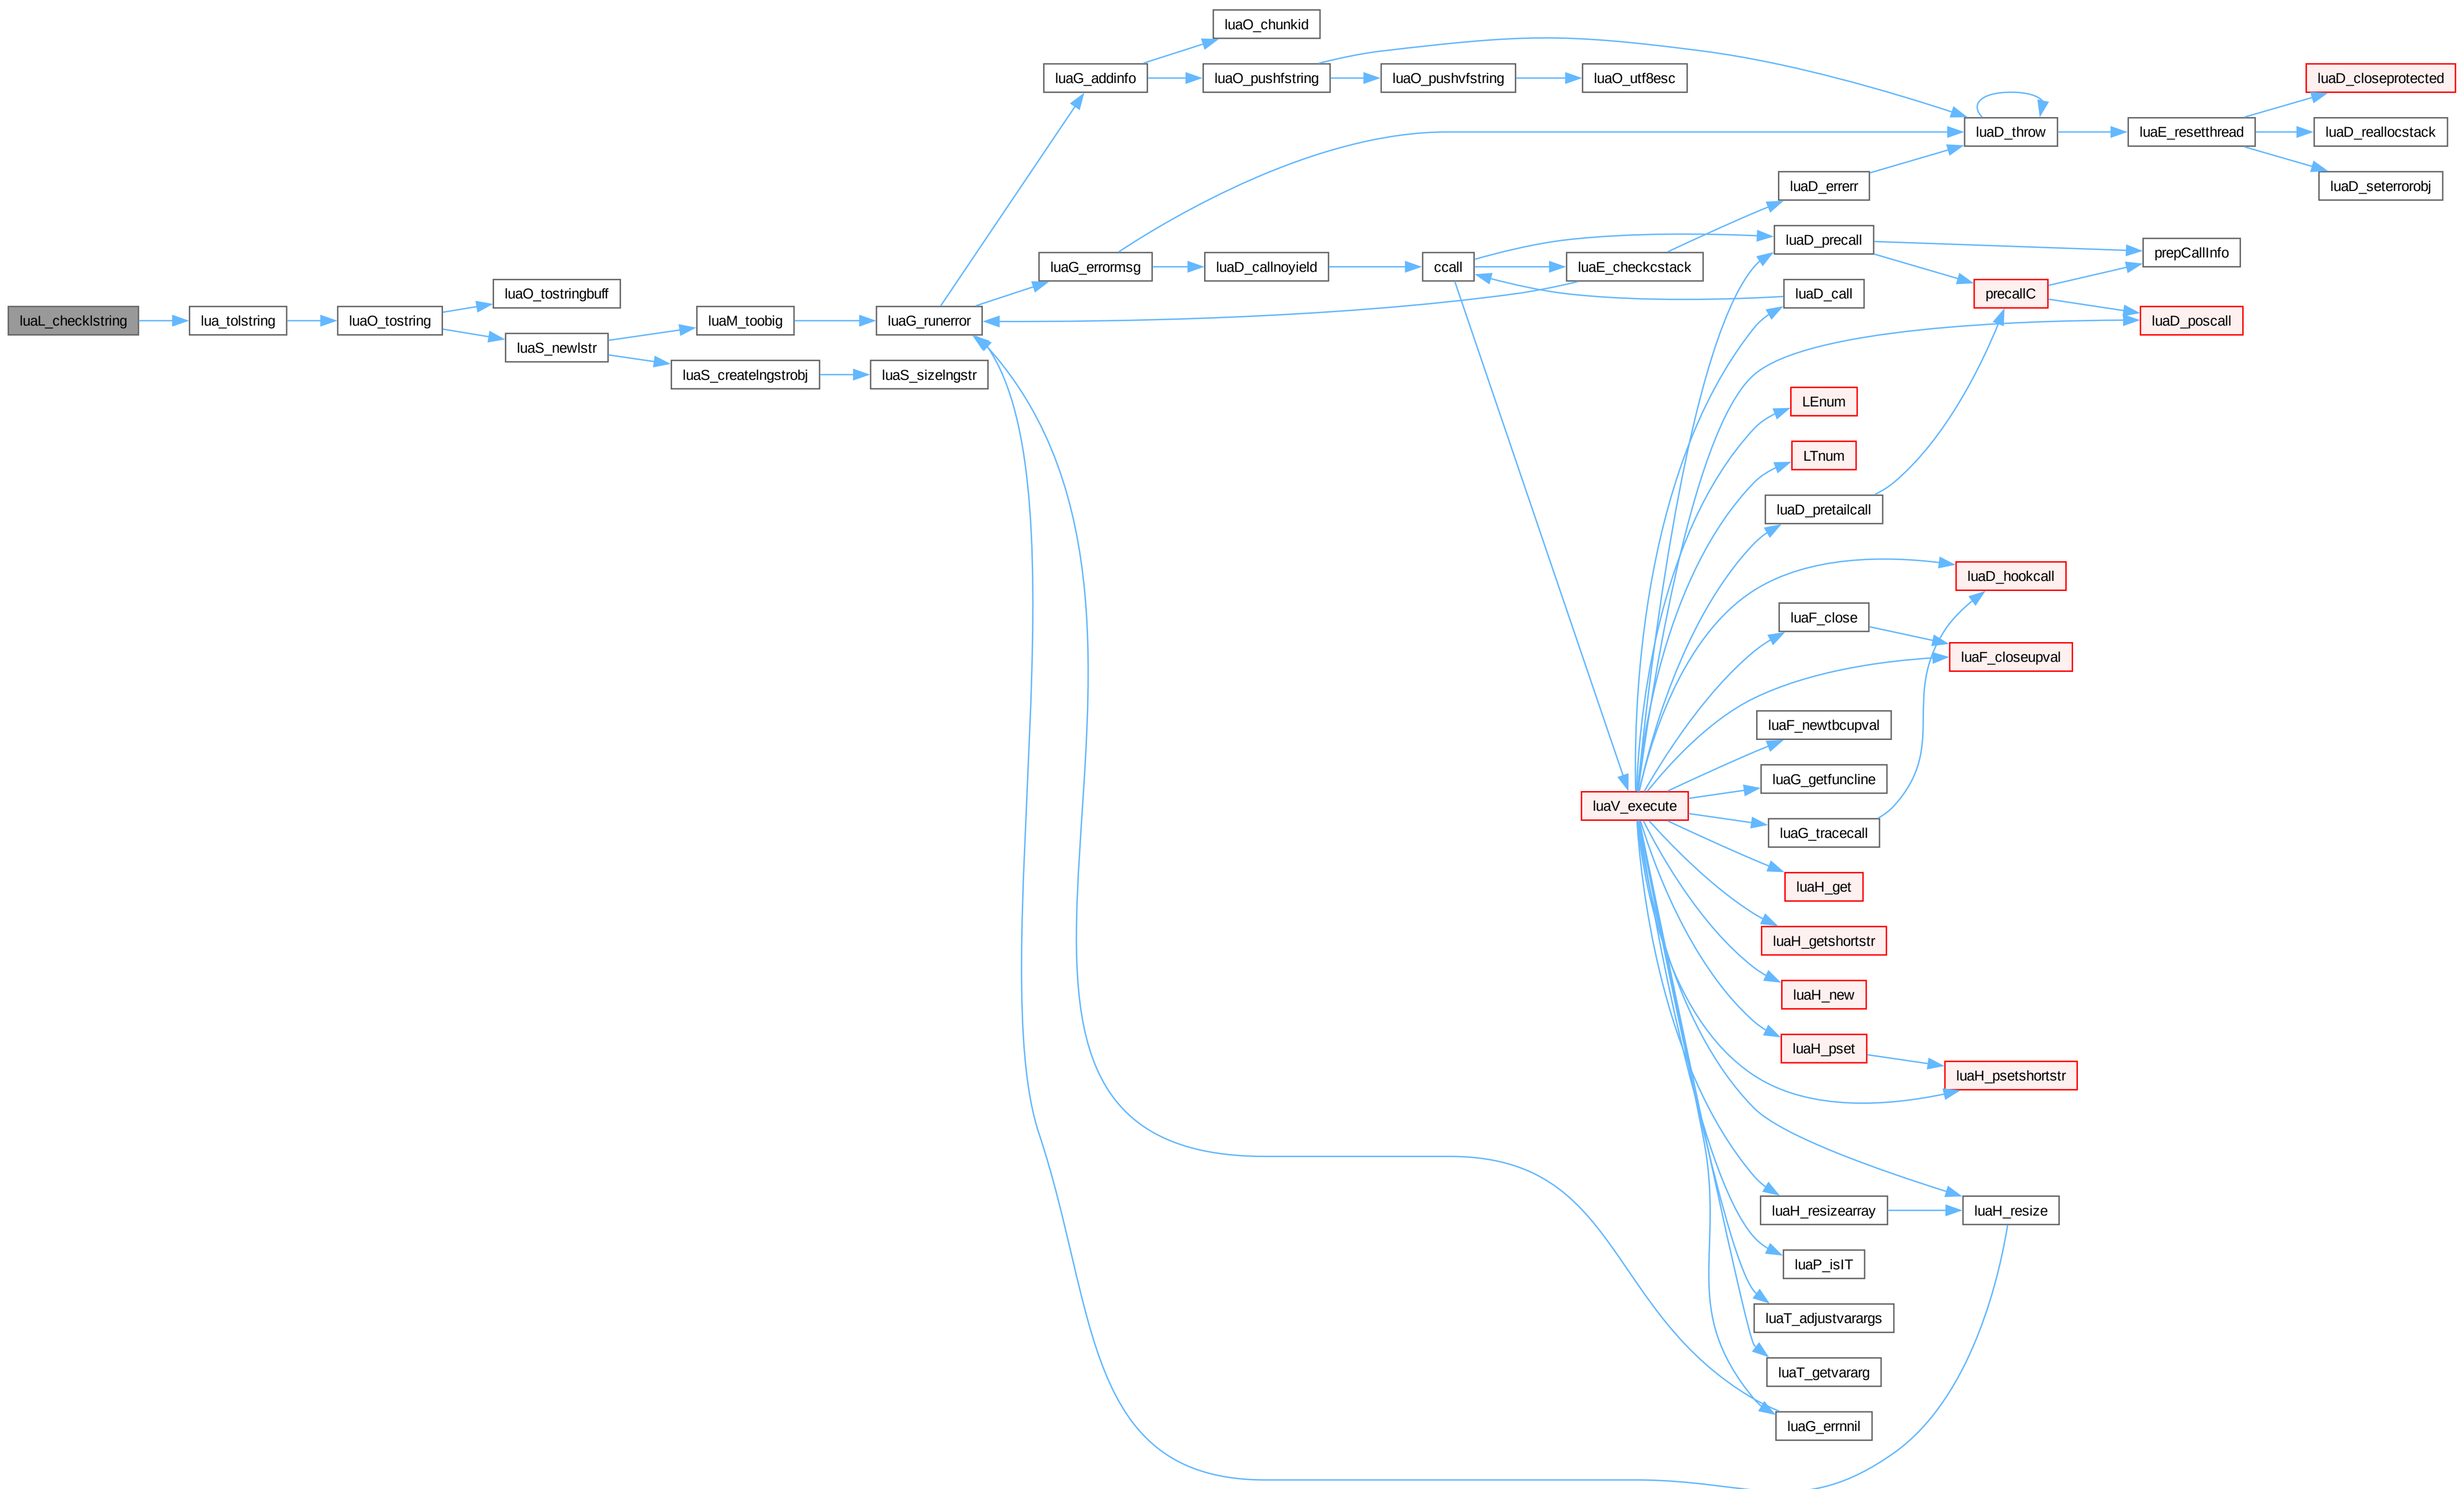 luaO_chunkid
luaG_addinfo
luaO_pushfstring
luaO_pushvfstring
luaO_utf8esc
luaD_closeprotected
luaD_throw
luaE_resetthread
luaD_reallocstack
luaD_errerr
luaD_seterrorobj
luaD_precall
prepCallInfo
luaG_errormsg
luaD_callnoyield
ccall
luaE_checkcstack
luaO_tostringbuff
luaD_call
precallC
luaL_checklstring
lua_tolstring
luaO_tostring
luaM_toobig
luaG_runerror
luaD_poscall
luaS_newlstr
luaS_createlngstrobj
luaS_sizelngstr
LEnum
LTnum
luaD_pretailcall
luaD_hookcall
luaF_close
luaF_closeupval
luaF_newtbcupval
luaG_getfuncline
luaV_execute
luaG_tracecall
luaH_get
luaH_getshortstr
luaH_new
luaH_pset
luaH_psetshortstr
luaH_resizearray
luaH_resize
luaP_isIT
luaT_adjustvarargs
luaT_getvararg
luaG_errnnil